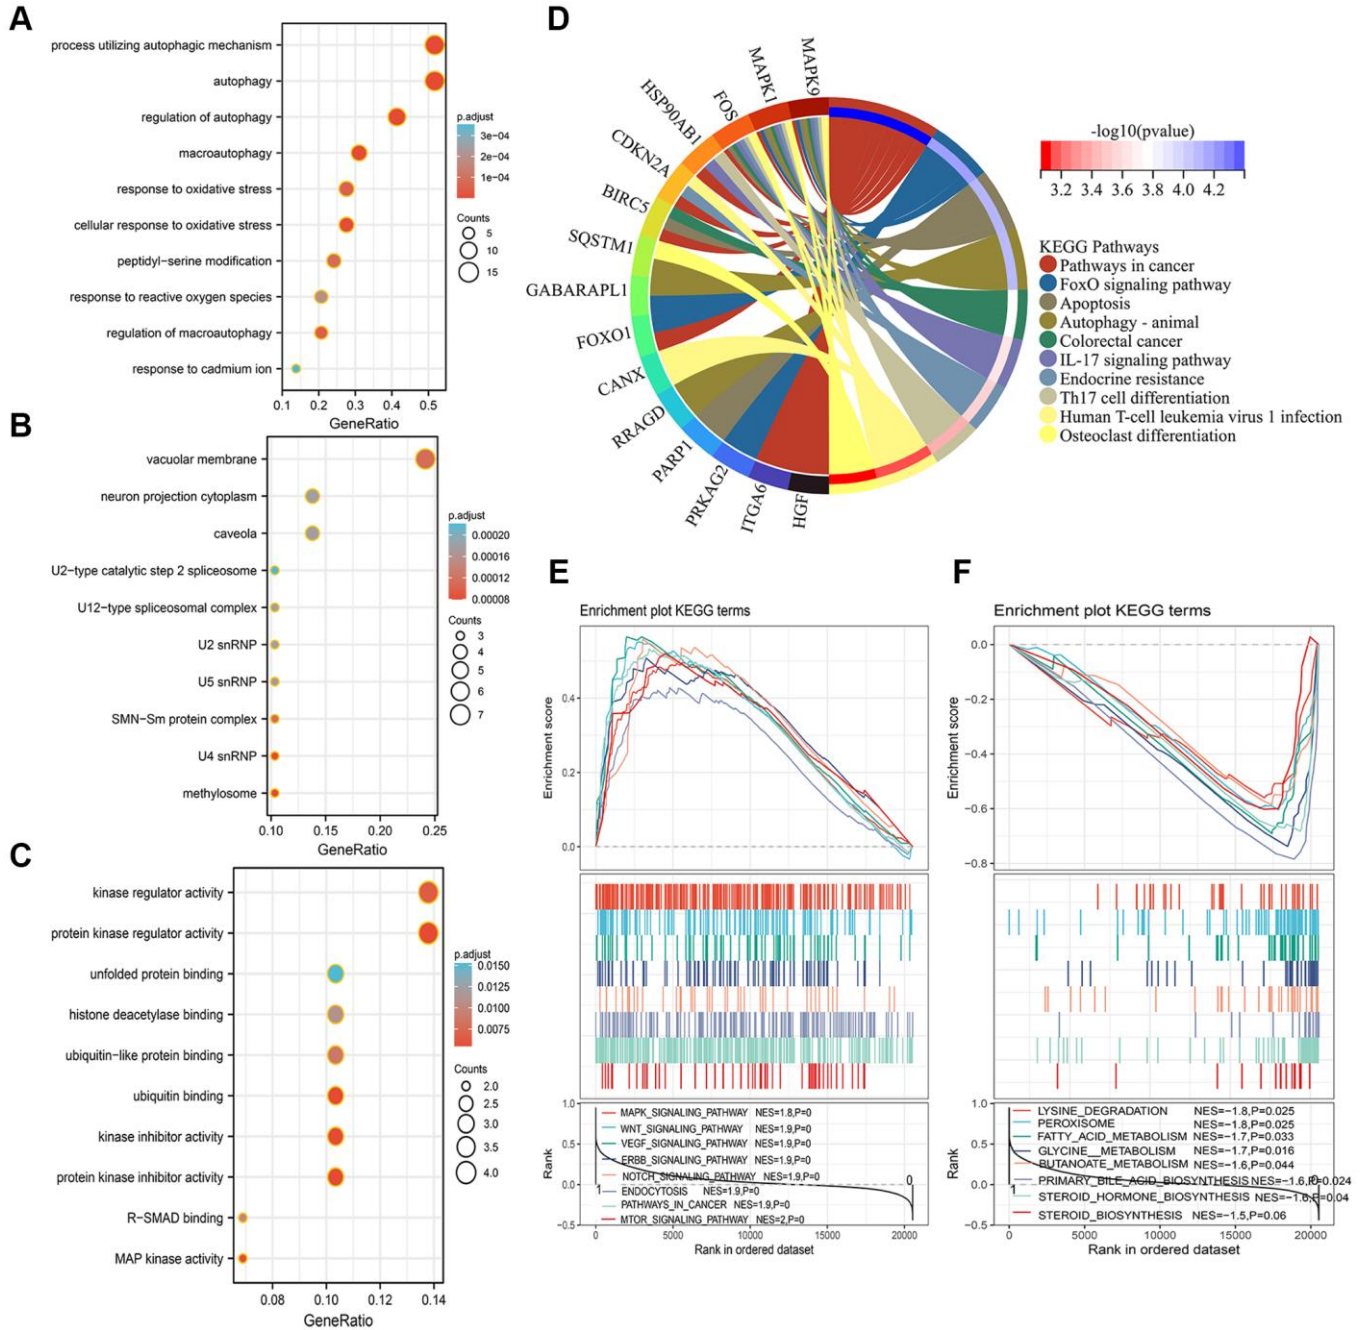 A
process utilizing autophagic mechanism
autophagy
regulation of autophagy
macroautophagy
response to oxidative stress
cellular response to oxidative stress
peptidyl−serine modification
response to reactive oxygen species
regulation of macroautophagy
response to cadmium ion
0.1 0.2 0.3 0.4 0.5
GeneRatio
p.adjust
3e−04
2e−04
1e−04
Counts
5
10
15
B
vacuolar membrane
neuron projection cytoplasm
caveola
U2−type catalytic step 2 spliceosome
U12−type spliceosomal complex
U2 snRNP
U5 snRNP
SMN−Sm protein complex
U4 snRNP
methylosome
0.10 0.15 0.20 0.25
GeneRatio
p.adjust
0.00020
0.00016
0.00012
0.00008
Counts
3
4
5
6
7
C
kinase regulator activity
protein kinase regulator activity
unfolded protein binding
histone deacetylase binding
ubiquitin−like protein binding
ubiquitin binding
kinase inhibitor activity
protein kinase inhibitor activity
R−SMAD binding
MAP kinase activity
0.08 0.10 0.12 0.14
GeneRatio
p.adjust
0.0150
0.0125
0.0100
0.0075
Counts
2.0
2.5
3.0
3.5
4.0
D
MAPK9
MAPK1
FOS
HSP90AB1
CDKN2A
BIRC5
SQSTM1
GABARAPL1
FOXO1
CANX
RRAGD
PARP1
PRKAG2
ITGA6
HGF
-log10(pvalue)
3.2 3.4 3.6 3.8 4.0 4.2
KEGG Pathways
Pathways in cancer
FoxO signaling pathway
Apoptosis
Autophagy - animal
Colorectal cancer
IL-17 signaling pathway
Endocrine resistance
Th17 cell differentiation
Human T-cell leukemia virus 1 infection
Osteoclast differentiation
E
Enrichment plot KEGG terms
Enrichment score
0.4
0.2
0.0
Rank
1.0
0.5
0.0
−0.5
MAPK_SIGNALING_PATHWAY NES=1.8,P=0
WNT_SIGNALING_PATHWAY NES=1.9,P=0
VEGF_SIGNALING_PATHWAY NES=1.9,P=0
ERBB_SIGNALING_PATHWAY NES=1.9,P=0
NOTCH_SIGNALING_PATHWAY NES=1.9,P=0
ENDOCYTOSIS NES=1.9,P=0
PATHWAYS_IN_CANCER NES=1.9,P=0
MTOR_SIGNALING_PATHWAY NES=2,P=0
1
0
0 5000 10000 15000 20000
Rank in ordered dataset
F
Enrichment plot KEGG terms
Enrichment score
0.0
−0.2
−0.4
−0.6
−0.8
Rank
1.0
0.5
0.0
−0.5
LYSINE_DEGRADATION NES=−1.8,P=0.025
PEROXISOME NES=−1.8,P=0.025
FATTY_ACID_METABOLISM NES=−1.7,P=0.033
GLYCINE__METABOLISM NES=−1.7,P=0.016
BUTANOATE_METABOLISM NES=−1.6,P=0.044
PRIMARY_BILE_ACID_BIOSYNTHESIS NES=−1.6,P=0.024
STEROID_HORMONE_BIOSYNTHESIS NES=−1.6,P=0.04
STEROID_BIOSYNTHESIS NES=−1.5,P=0.06
1
0 5000 10000 15000 20000
Rank in ordered dataset